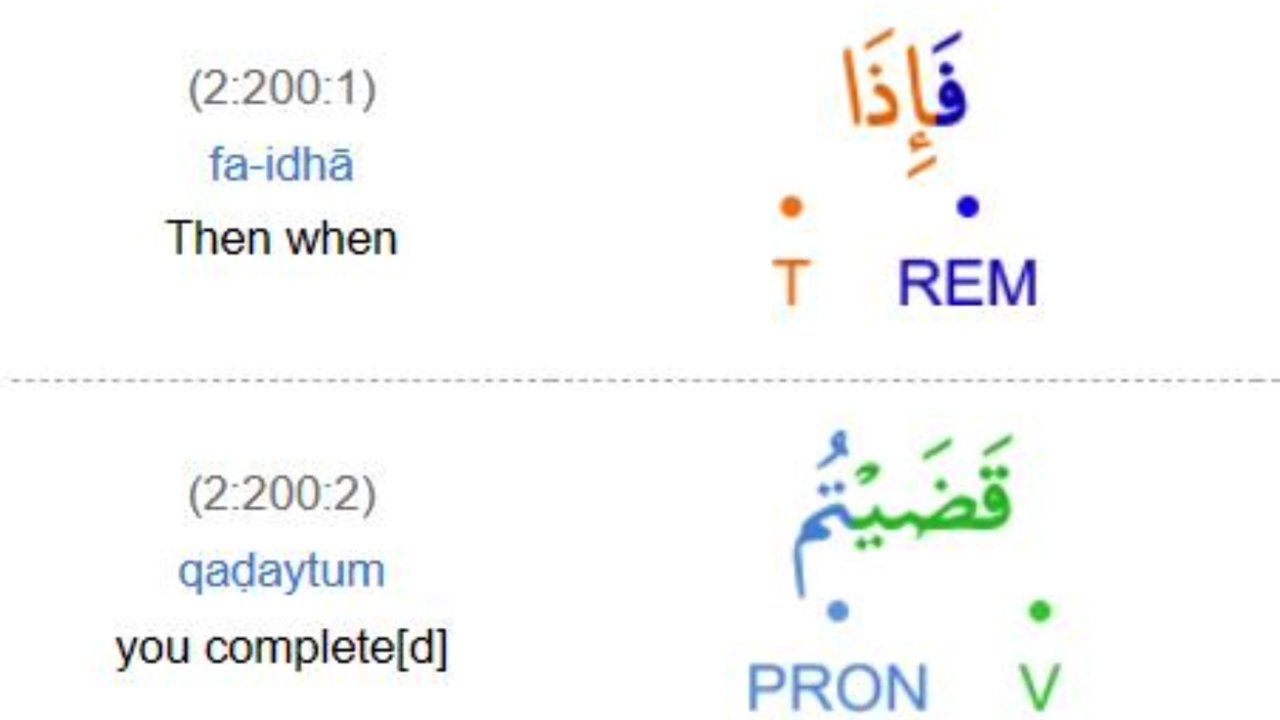 (2:200:1)
fa-idhā
Then when
فَإِذَا
T REM
(2:200:2)
qaḍaytum
you complete[d]
قَضَيْتُم
PRON V